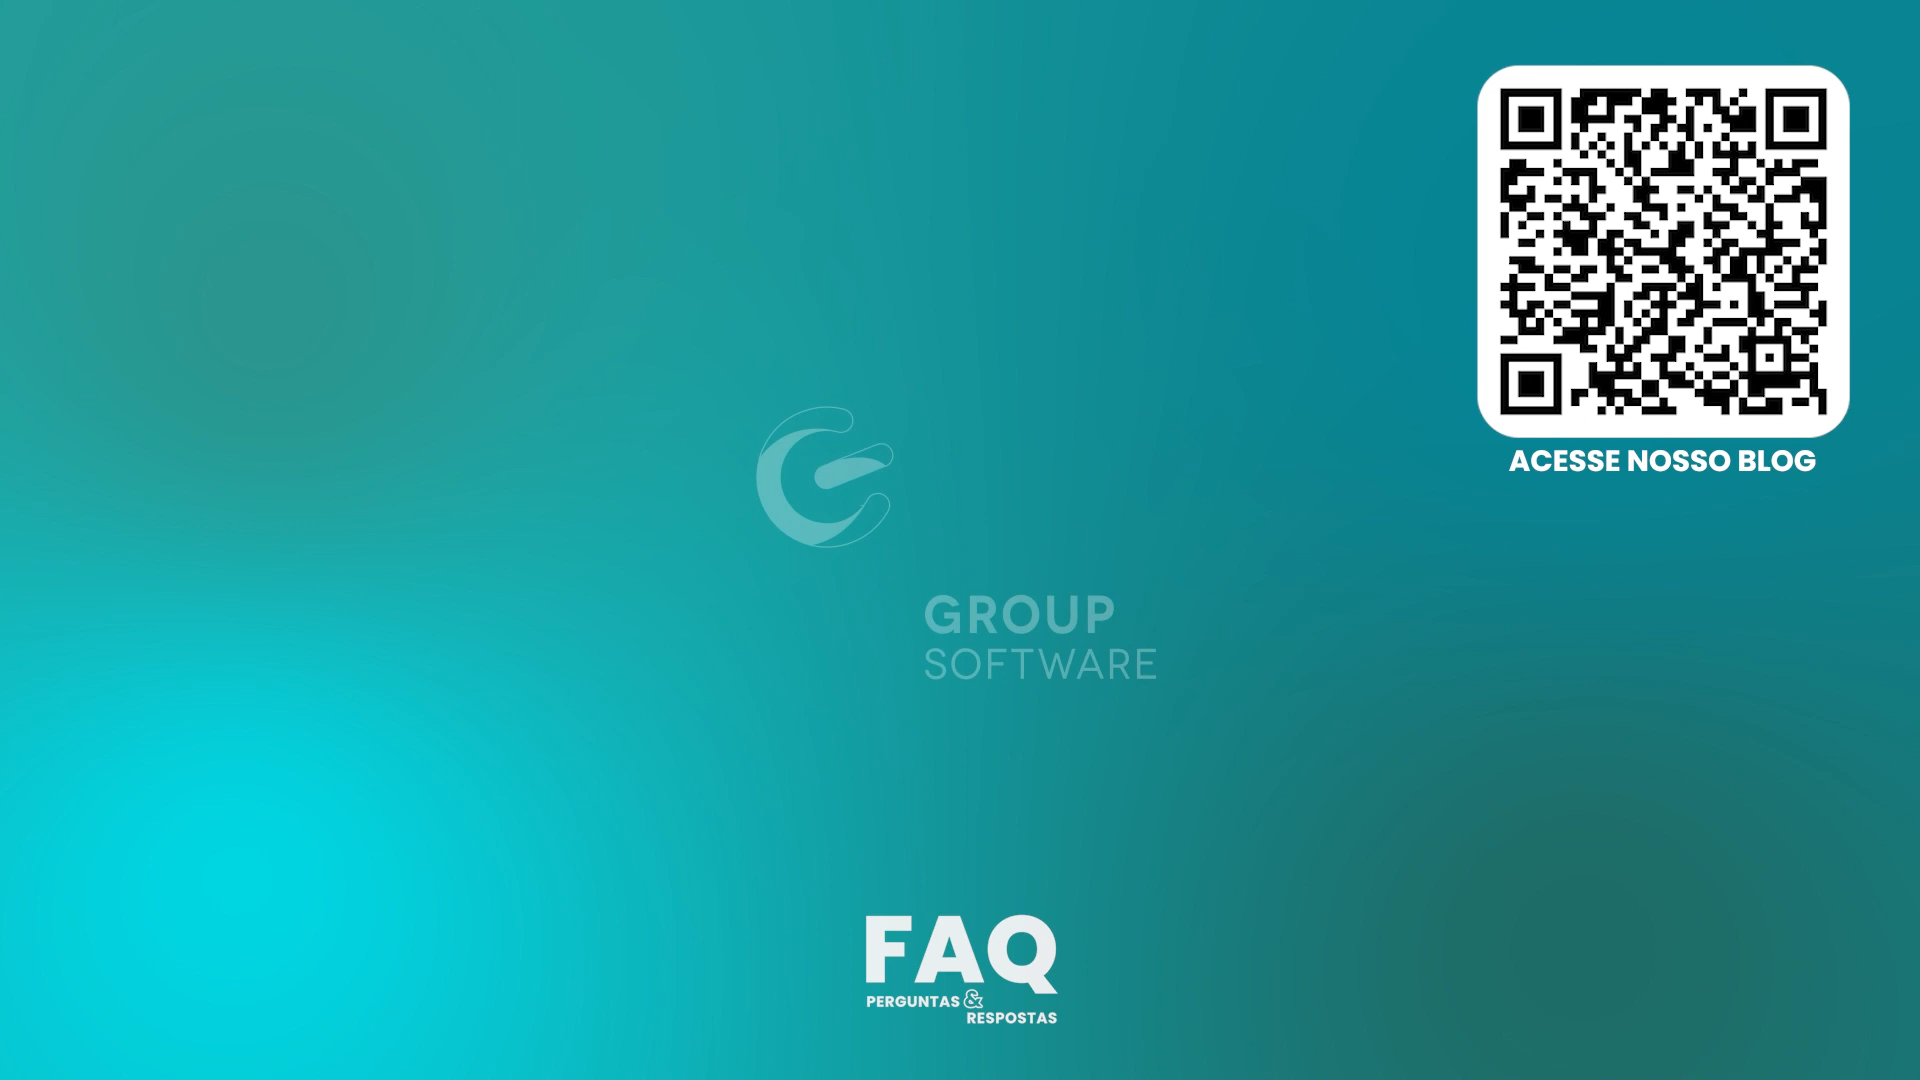 ACESSE NOSSO BLOG
GROUP
SOFTWARE
FAQ
PERGUNTAS &
RESPOSTAS